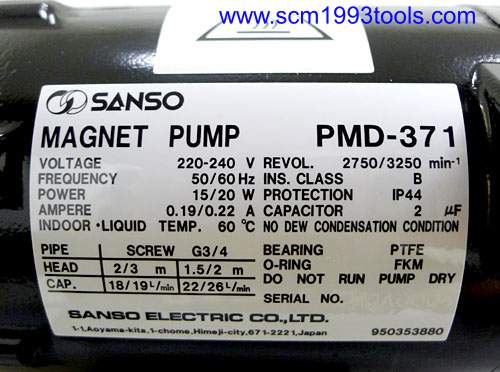 www.scm1993tools.com
SANSO
MAGNET PUMP PMD-371
VOLTAGE 220-240 V REVOL. 2750/3250 min-1
FREQUENCY 50/60 Hz INS. CLASS B
POWER 15/20 W PROTECTION IP44
AMPERE 0.19/0.22 A CAPACITOR 2 μF
INDOOR・LIQUID TEMP. 60 ℃ NO DEW CONDENSATION CONDITION
PIPE SCREW G3/4 BEARING PTFE
HEAD 2/3 m 1.5/2 m O-RING FKM
CAP. 18/19 L/min 22/26 L/min DO NOT RUN PUMP DRY
SERIAL NO.
SANSO ELECTRIC CO.,LTD.
1-1,Aoyama-kita,1-chome,Himeji-city,671-2221,Japan 950353880